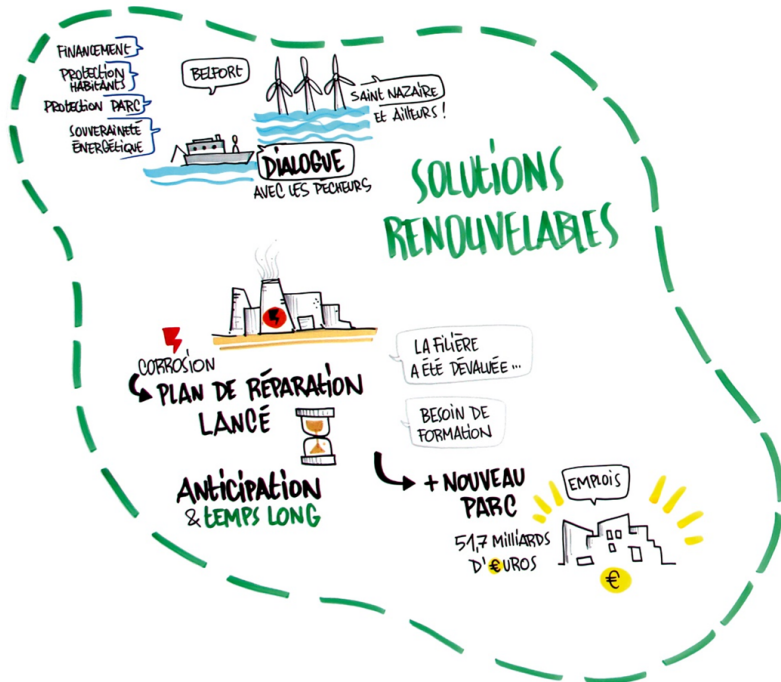 FINANCEMENT
PROTECTION
HABITANTS
PROTECTION PARC
SOUVERAINETÉ
ÉNERGÉTIQUE
BELFORT
SAINT NAZAIRE
ET AILLEURS !
DIALOGUE
AVEC LES PECHEURS
SOLUTIONS
RENOUVELABLES
CORROSION
PLAN DE RÉPARATION
LANCÉ
LA FILIÈRE
A ÉTÉ DÉVALUÉE ...
BESOIN DE
FORMATION
ANTICIPATION
& TEMPS LONG
+ NOUVEAU
PARC
51,7 MILLIARDS
D'€UROS
EMPLOIS
€